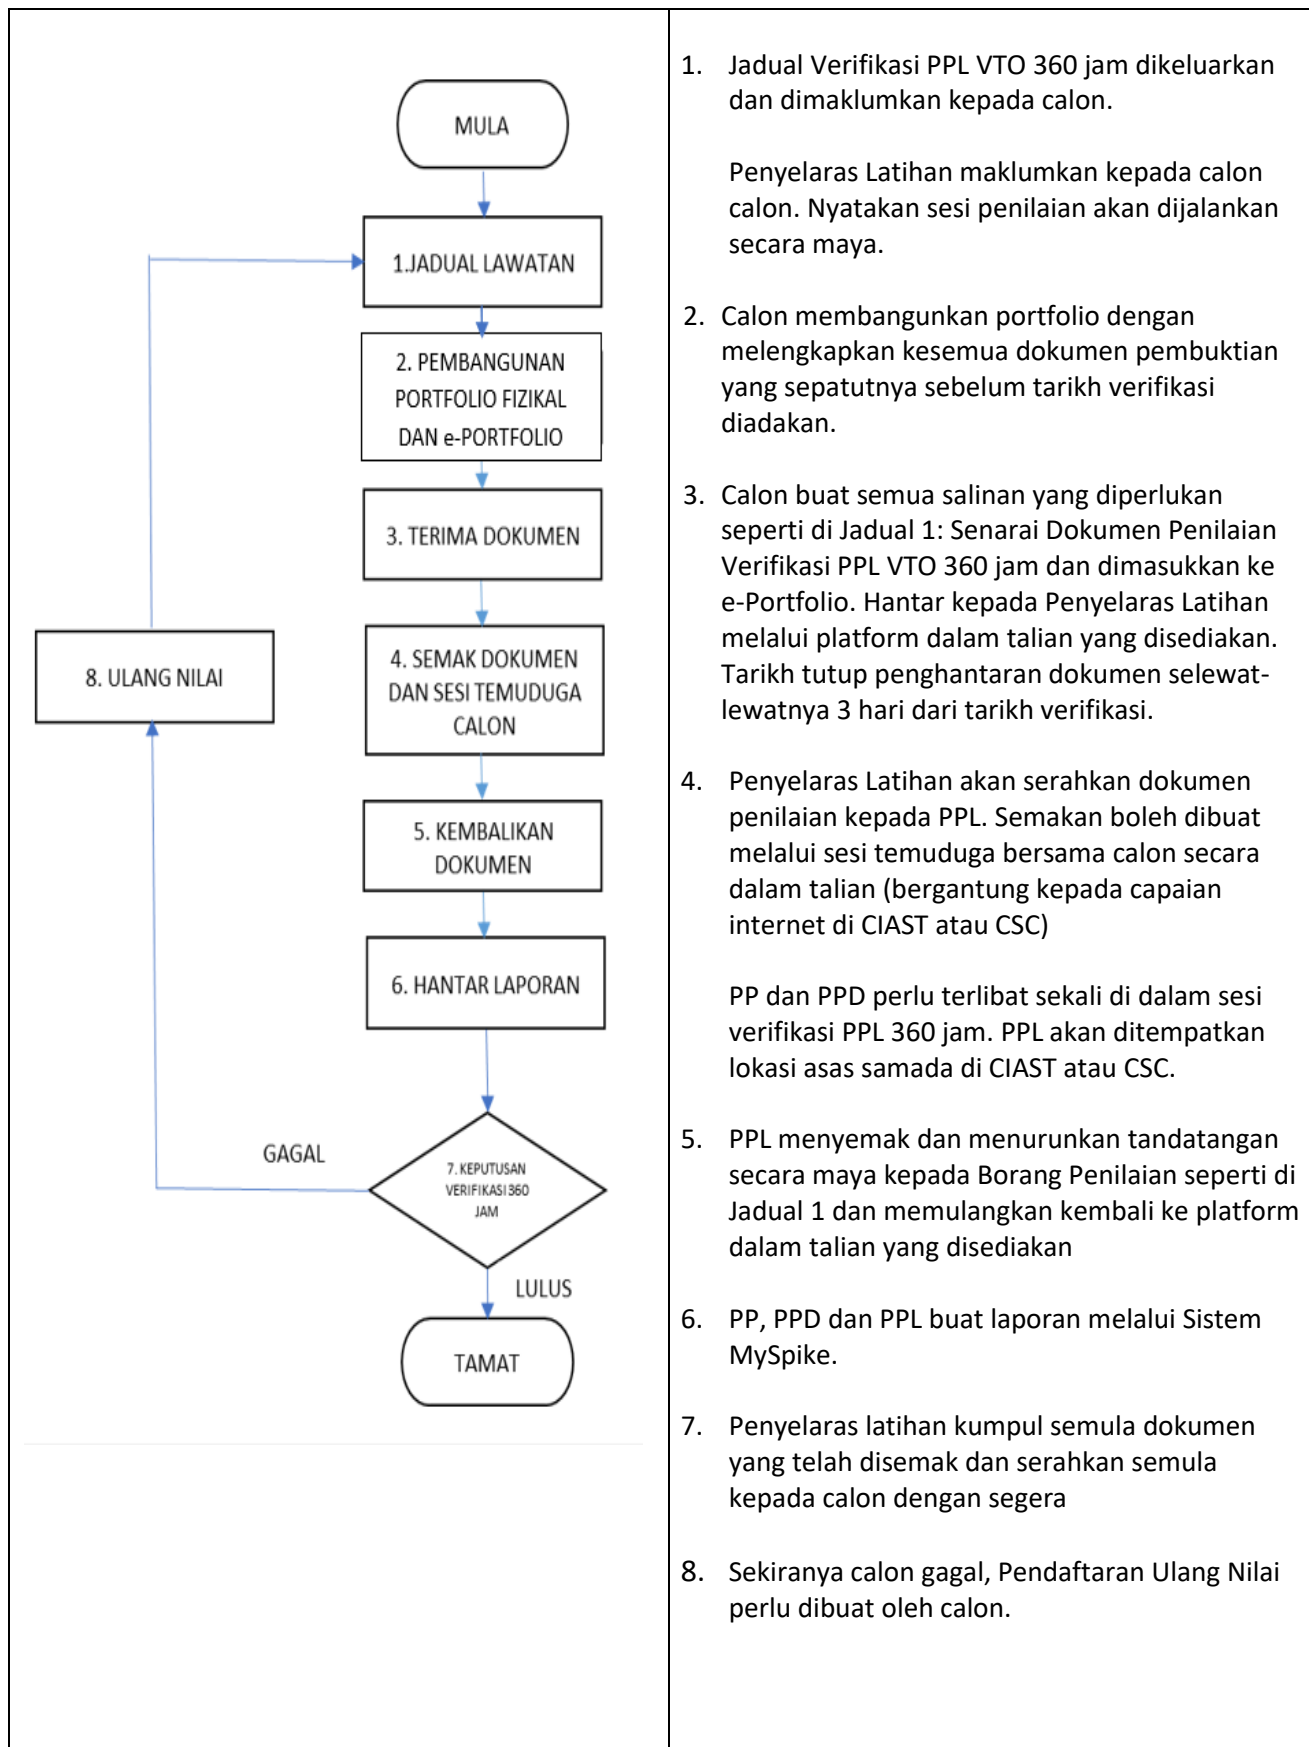 MULA
1.JADUAL LAWATAN
2. PEMBANGUNAN
PORTFOLIO FIZIKAL
DAN e-PORTFOLIO
3. TERIMA DOKUMEN
4. SEMAK DOKUMEN
DAN SESI TEMUDUGA
CALON
8. ULANG NILAI
5. KEMBALIKAN
DOKUMEN
6. HANTAR LAPORAN
GAGAL
7. KEPUTUSAN
VERIFIKASI 360
JAM
LULUS
TAMAT
1. Jadual Verifikasi PPL VTO 360 jam dikeluarkan
dan dimaklumkan kepada calon.
Penyelaras Latihan maklumkan kepada calon
calon. Nyatakan sesi penilaian akan dijalankan
secara maya.
2. Calon membangunkan portfolio dengan
melengkapkan kesemua dokumen pembuktian
yang sepatutnya sebelum tarikh verifikasi
diadakan.
3. Calon buat semua salinan yang diperlukan
seperti di Jadual 1: Senarai Dokumen Penilaian
Verifikasi PPL VTO 360 jam dan dimasukkan ke
e-Portfolio. Hantar kepada Penyelaras Latihan
melalui platform dalam talian yang disediakan.
Tarikh tutup penghantaran dokumen selewat-
lewatnya 3 hari dari tarikh verifikasi.
4. Penyelaras Latihan akan serahkan dokumen
penilaian kepada PPL. Semakan boleh dibuat
melalui sesi temuduga bersama calon secara
dalam talian (bergantung kepada capaian
internet di CIAST atau CSC)
PP dan PPD perlu terlibat sekali di dalam sesi
verifikasi PPL 360 jam. PPL akan ditempatkan
lokasi asas samada di CIAST atau CSC.
5. PPL menyemak dan menurunkan tandatangan
secara maya kepada Borang Penilaian seperti di
Jadual 1 dan memulangkan kembali ke platform
dalam talian yang disediakan
6. PP, PPD dan PPL buat laporan melalui Sistem
MySpike.
7. Penyelaras latihan kumpul semula dokumen
yang telah disemak dan serahkan semula
kepada calon dengan segera
8. Sekiranya calon gagal, Pendaftaran Ulang Nilai
perlu dibuat oleh calon.